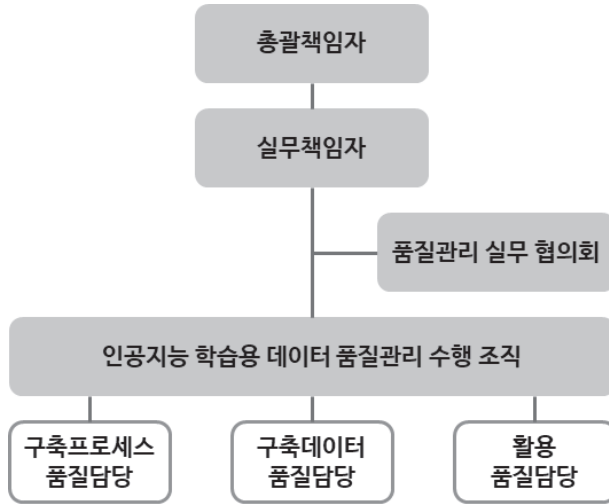 총괄책임자
실무책임자
품질관리 실무 협의회
인공지능 학습용 데이터 품질관리 수행 조직
구축프로세스
품질담당
구축데이터
품질담당
활용
품질담당